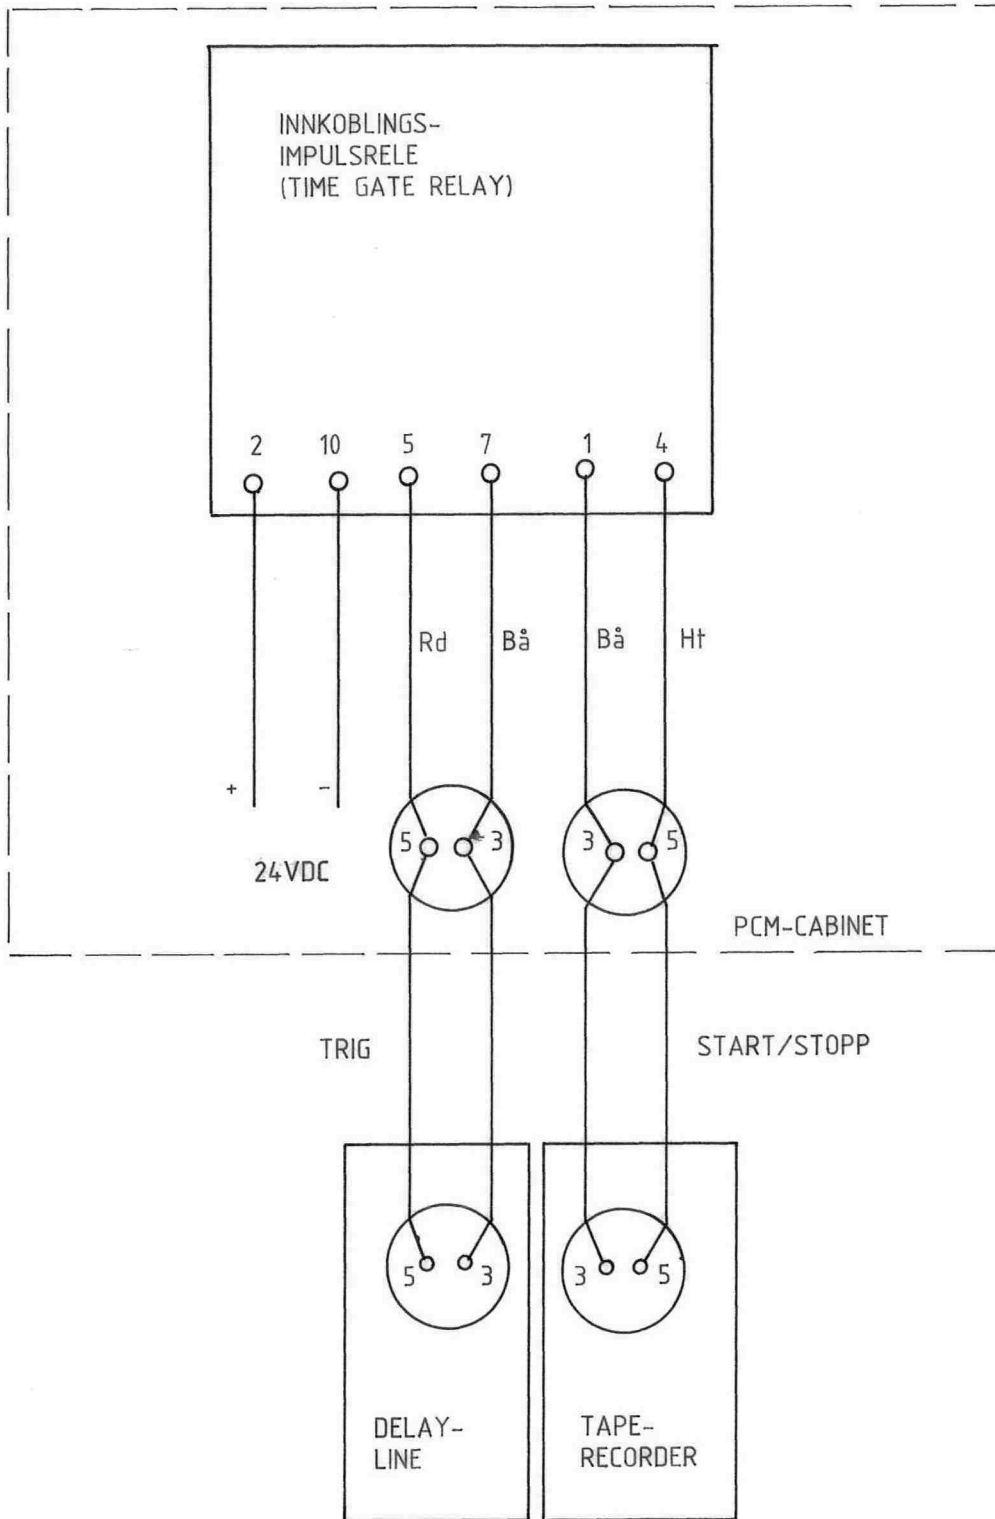 INNKOBLINGS-
IMPULSRELE
(TIME GATE RELAY)
2 10 5 7 1 4
Rd Bå Bå Ht
+ -
5 3 3 5
24VDC
PCM-CABINET
TRIG START/STOPP
5 3 3 5
DELAY-
LINE
TAPE-
RECORDER